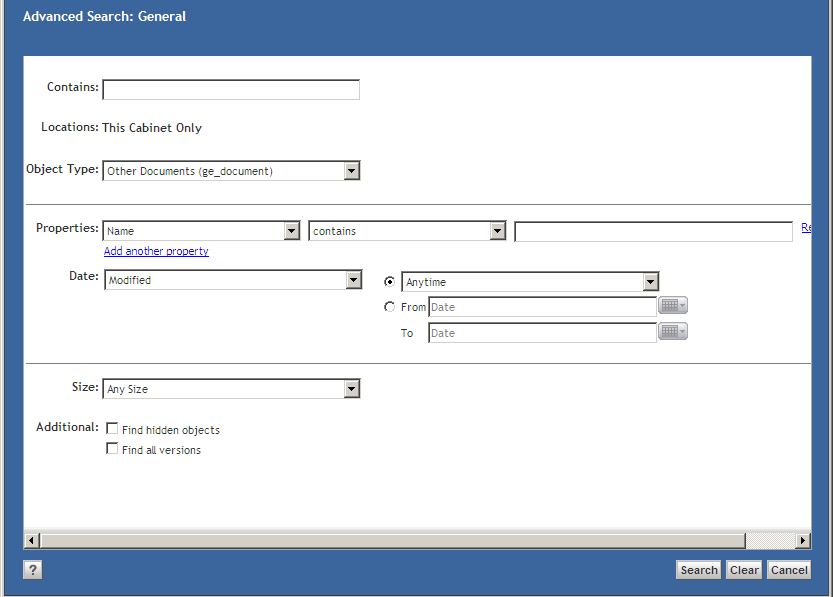 Advanced Search: General
Contains:
Locations: This Cabinet Only
Object Type: Other Documents (ge_document)
Properties: Name contains Re
Add another property
Date: Modified Anytime
From Date
To Date
Size: Any Size
Additional: Find hidden objects
Find all versions
? Search Clear Cancel